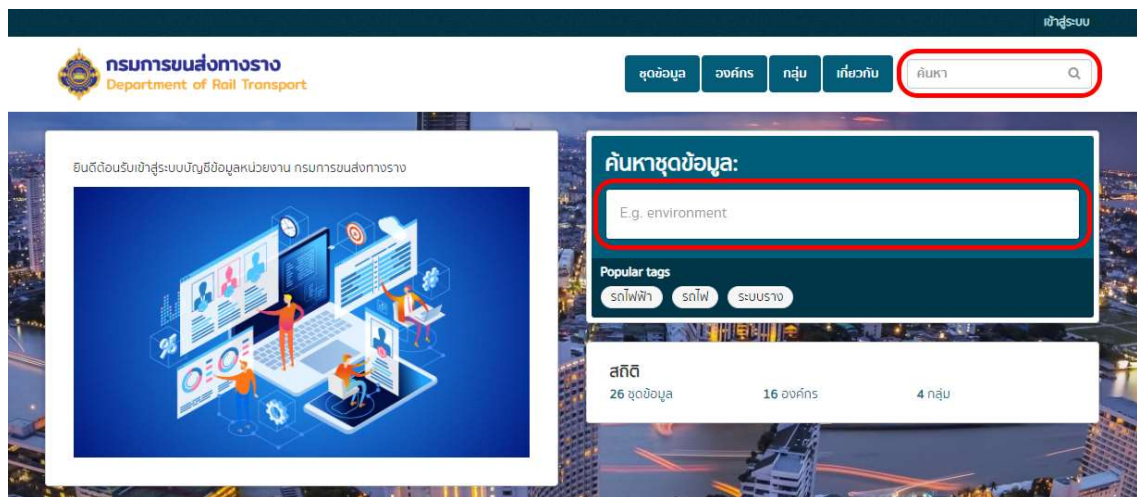 เข้าสู่ระบบ
กรมการขนส่งทางราง
Department of Rail Transport
ชุดข้อมูล องค์กร กลุ่ม เกี่ยวกับ ค้นหา
ยินดีต้อนรับเข้าสู่ระบบบัญชีข้อมูลหน่วยงาน กรมการขนส่งทางราง
ค้นหาชุดข้อมูล:
E.g. environment
Popular tags
รถไฟฟ้า รถไฟ ระบบราง
สถิติ
26 ชุดข้อมูล 16 องค์กร 4 กลุ่ม